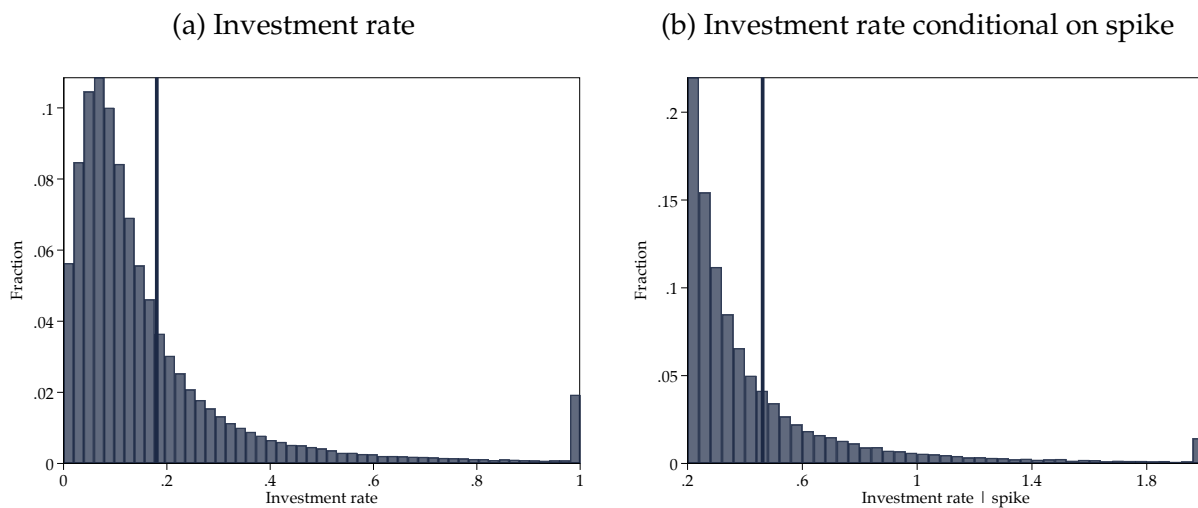 (a) Investment rate
.1
.08
.06
.04
.02
0
Fraction
0 .2 .4 .6 .8 1
Investment rate
(b) Investment rate conditional on spike
.2
.15
.1
.05
0
Fraction
.2 .6 1 1.4 1.8
Investment rate | spike